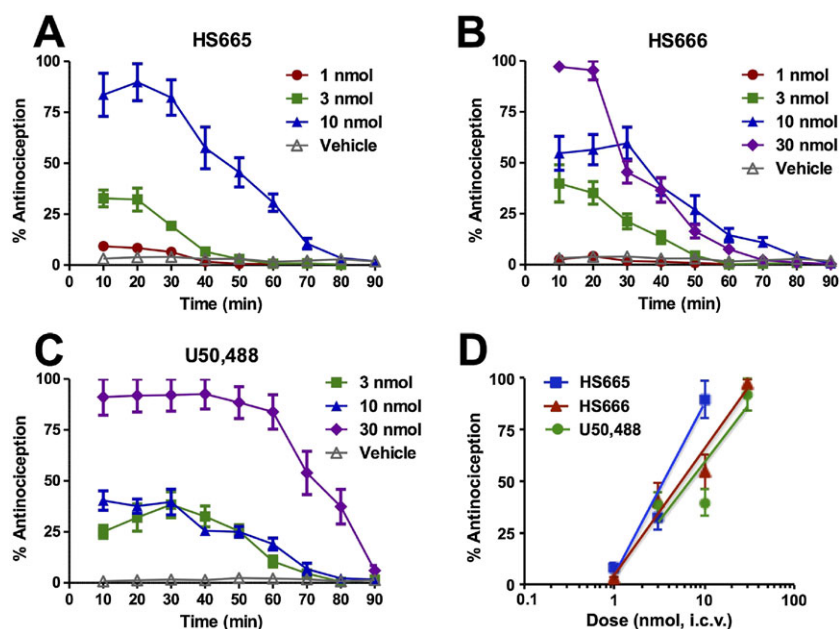 A
HS665
% Antinociception
100
75
50
25
0
0 10 20 30 40 50 60 70 80 90
Time (min)
1 nmol
3 nmol
10 nmol
Vehicle
B
HS666
% Antinociception
100
75
50
25
0
0 10 20 30 40 50 60 70 80 90
Time (min)
1 nmol
3 nmol
10 nmol
30 nmol
Vehicle
C
U50,488
% Antinociception
100
75
50
25
0
0 10 20 30 40 50 60 70 80 90
Time (min)
3 nmol
10 nmol
30 nmol
Vehicle
D
% Antinociception
100
75
50
25
0
0.1 1 10 100
Dose (nmol, i.c.v.)
HS665
HS666
U50,488